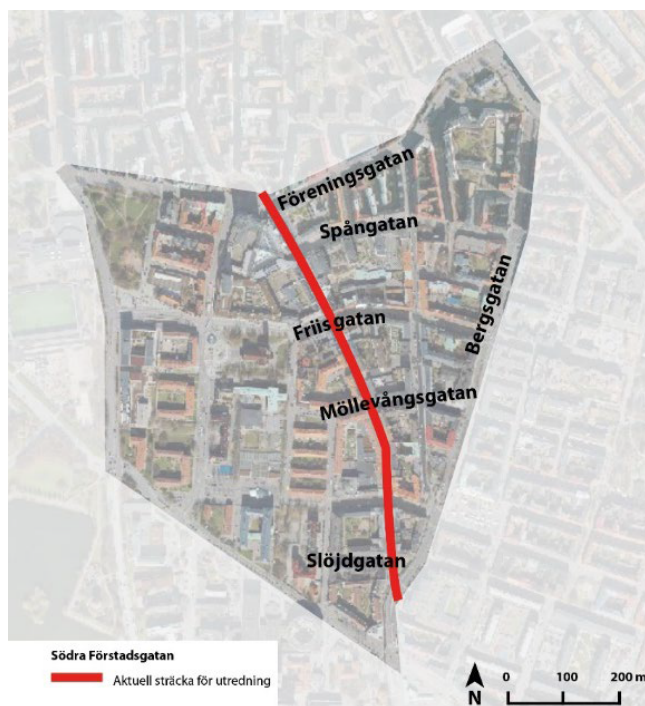 Föreningsgatan
Spångatan
Friisgatan
Bergsgatan
Möllevångsgatan
Slöjdgatan
Södra Förstadsgatan
Aktuell sträcka för utredning
N
0 100 200 m